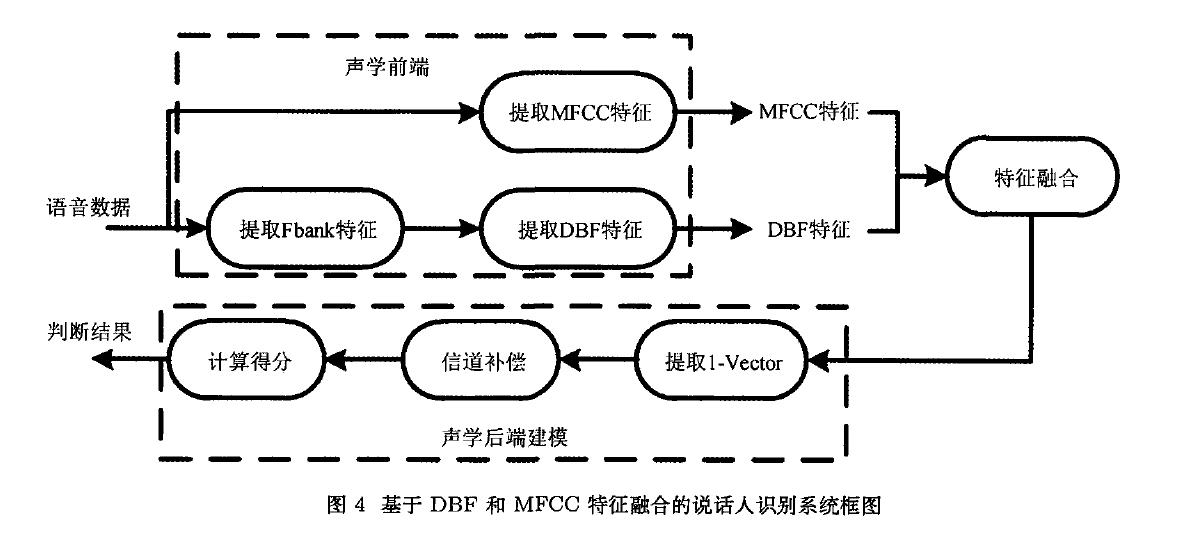 声学前端
提取MFCC特征
MFCC特征
特征融合
语音数据
提取Fbank特征
提取DBF特征
DBF特征
判断结果
计算得分
信道补偿
提取1-Vector
声学后端建模
图 4 基于 DBF 和 MFCC 特征融合的说话人识别系统框图